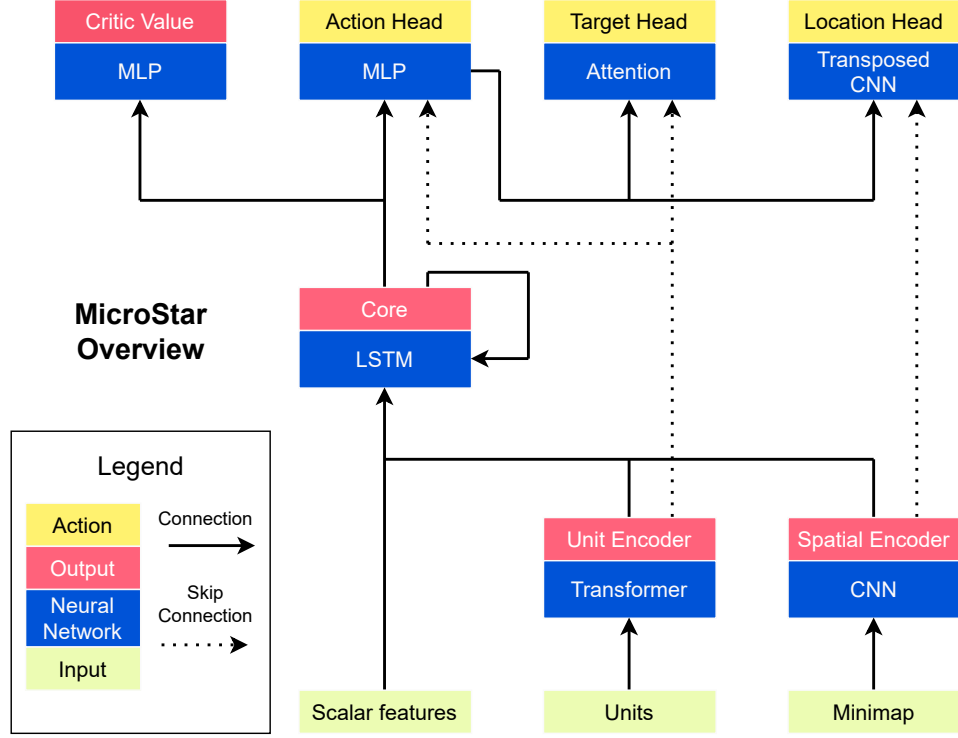 Critic Value
MLP
Action Head
MLP
Target Head
Attention
Location Head
Transposed
CNN
MicroStar
Overview
Core
LSTM
Legend
Action
Output
Neural
Network
Input
Connection
Skip
Connection
Unit Encoder
Transformer
Spatial Encoder
CNN
Scalar features
Units
Minimap